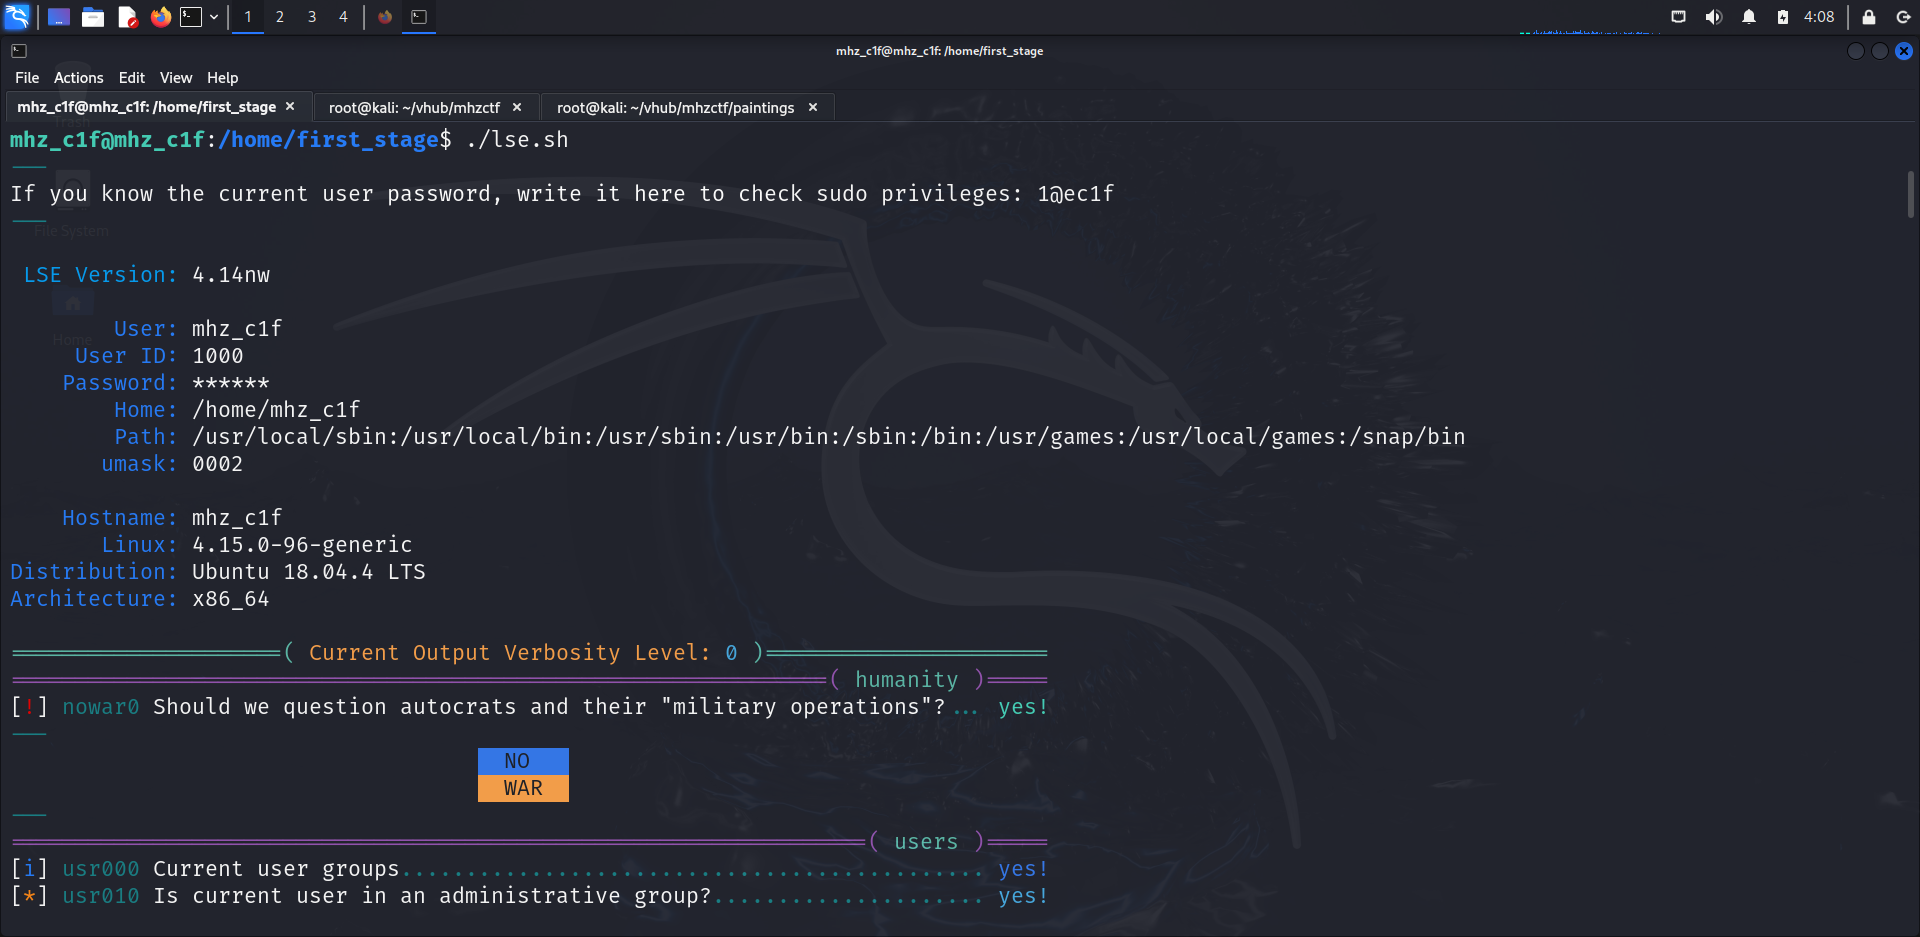 1 2 3 4 4:08
mhz_c1f@mhz_c1f: /home/first_stage
File Actions Edit View Help
mhz_c1f@mhz_c1f: /home/first_stage × root@kali: ~/vhub/mhzctf × root@kali: ~/vhub/mhzctf/paintings ×
Trash
mhz_c1f@mhz_c1f:/home/first_stage$ ./lse.sh
---
If you know the current user password, write it here to check sudo privileges: 1@ec1f
---
File System
LSE Version: 4.14nw
User: mhz_c1f
Home
User ID: 1000
Password: ******
Home: /home/mhz_c1f
Path: /usr/local/sbin:/usr/local/bin:/usr/sbin:/usr/bin:/sbin:/bin:/usr/games:/usr/local/games:/snap/bin
umask: 0002
Hostname: mhz_c1f
Linux: 4.15.0-96-generic
Distribution: Ubuntu 18.04.4 LTS
Architecture: x86_64
=====================( Current Output Verbosity Level: 0 )======================
===============================================================( humanity )=====
[!] nowar0 Should we question autocrats and their "military operations"?... yes!
---
NO
WAR
---
==================================================================( users )=====
[i] usr000 Current user groups............................................. yes!
[*] usr010 Is current user in an administrative group?..................... yes!